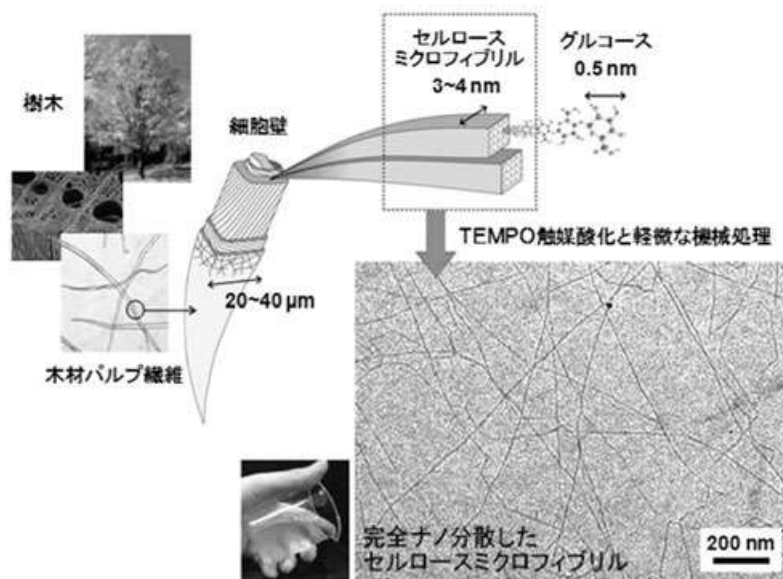 樹木
細胞壁
セルロース
ミクロフィブリル
3~4 nm
グルコース
0.5 nm
TEMPO触媒酸化と軽微な機械処理
20~40 μm
木材パルプ繊維
完全ナノ分散した
セルロースミクロフィブリル
200 nm